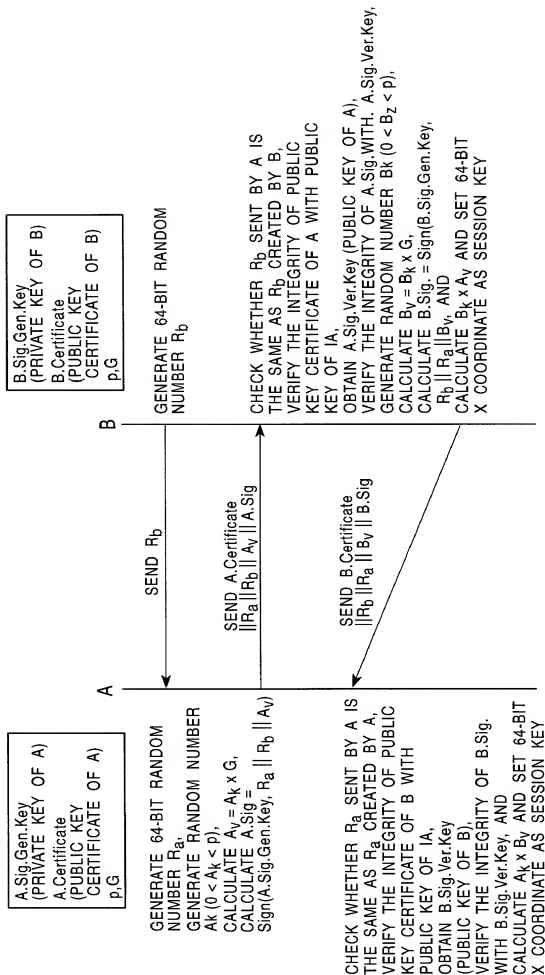 A.Sig.Gen.Key
(PRIVATE KEY OF A)
A.Certificate
(PUBLIC KEY
CERTIFICATE OF A)
p,G
B.Sig.Gen.Key
(PRIVATE KEY OF B)
B.Certificate
(PUBLIC KEY
CERTIFICATE OF B)
p,G
A
B
GENERATE 64-BIT RANDOM
NUMBER Rb
SEND Rb
GENERATE 64-BIT RANDOM
NUMBER Ra,
GENERATE RANDOM NUMBER
Ak (0 < Ak < p),
CALCULATE Av = Ak x G,
CALCULATE A.Sig =
Sign(A.Sig.Gen.Key, Ra || Rb || Av)
SEND A.Certificate
||Ra || Rb || Av || A.Sig
CHECK WHETHER Rb SENT BY A IS
THE SAME AS Rb CREATED BY B,
VERIFY THE INTEGRITY OF PUBLIC
KEY CERTIFICATE OF A WITH PUBLIC
KEY OF IA,
OBTAIN A.Sig.Ver.Key (PUBLIC KEY OF A),
VERIFY THE INTEGRITY OF A.Sig.WITH. A.Sig.Ver.Key,
GENERATE RANDOM NUMBER Bk (0 < Bz < p),
CALCULATE Bv = Bk x G,
CALCULATE B.Sig. = Sign(B.Sig.Gen.Key,
Rb || Ra || Bv, AND
CALCULATE Bk x Av AND SET 64-BIT
X COORDINATE AS SESSION KEY
SEND B.Certificate
||Rb || Ra || Bv || B.Sig
CHECK WHETHER Ra SENT BY A IS
THE SAME AS Ra CREATED BY A,
VERIFY THE INTEGRITY OF PUBLIC
KEY CERTIFICATE OF B WITH
PUBLIC KEY OF IA,
OBTAIN B.Sig.Ver.Key
(PUBLIC KEY OF B),
VERIFY THE INTEGRITY OF B.Sig.
WITH B.Sig.Ver.Key, AND
CALCULATE Ak x Bv AND SET 64-BIT
X COORDINATE AS SESSION KEY